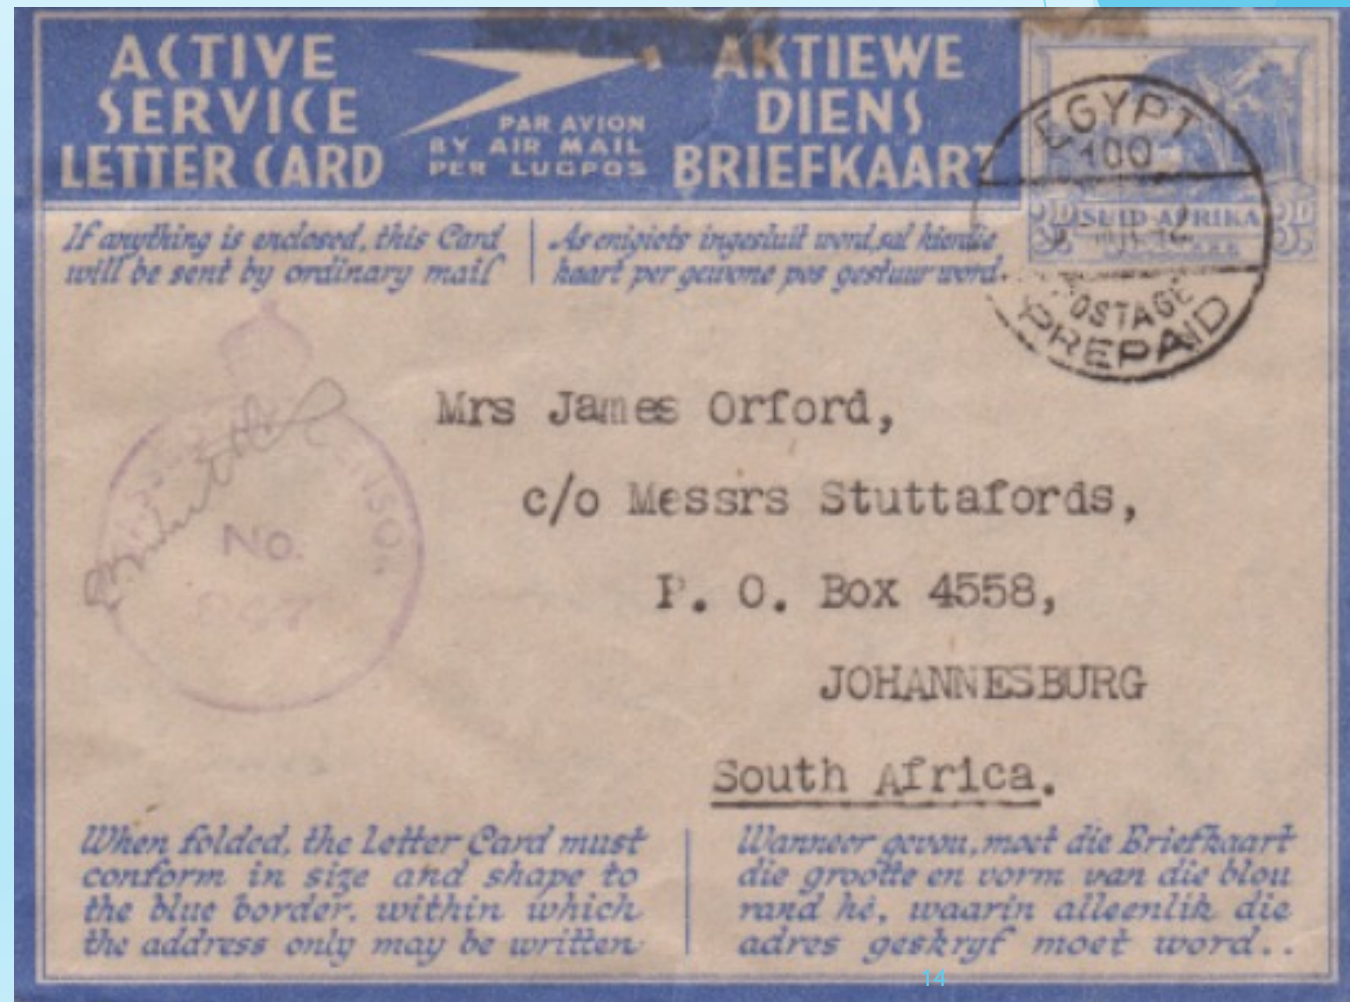 ACTIVE
SERVICE
LETTER CARD
PAR AVION
BY AIR MAIL
PER LUGPOS
AKTIEWE
DIENS
BRIEFKAART
EGYPT
100
3D SUID-AFRIKA 3D
POSTAGE
PREPAID
If anything is enclosed, this Card
will be sent by ordinary mail
As enigiets ingesluit word, sal hierdie
kaart per gewone pos gestuur word.
No.
Mrs James Orford,
c/o Messrs Stuttafords,
P. O. Box 4558,
JOHANNESBURG
South Africa.
When folded, the Letter Card must
conform in size and shape to
the blue border, within which
the address only may be written
Wanneer gevou, moet die Briefkaart
die grootte en vorm van die blou
rand hê, waarin alleenlik die
adres geskryf moet word..
14